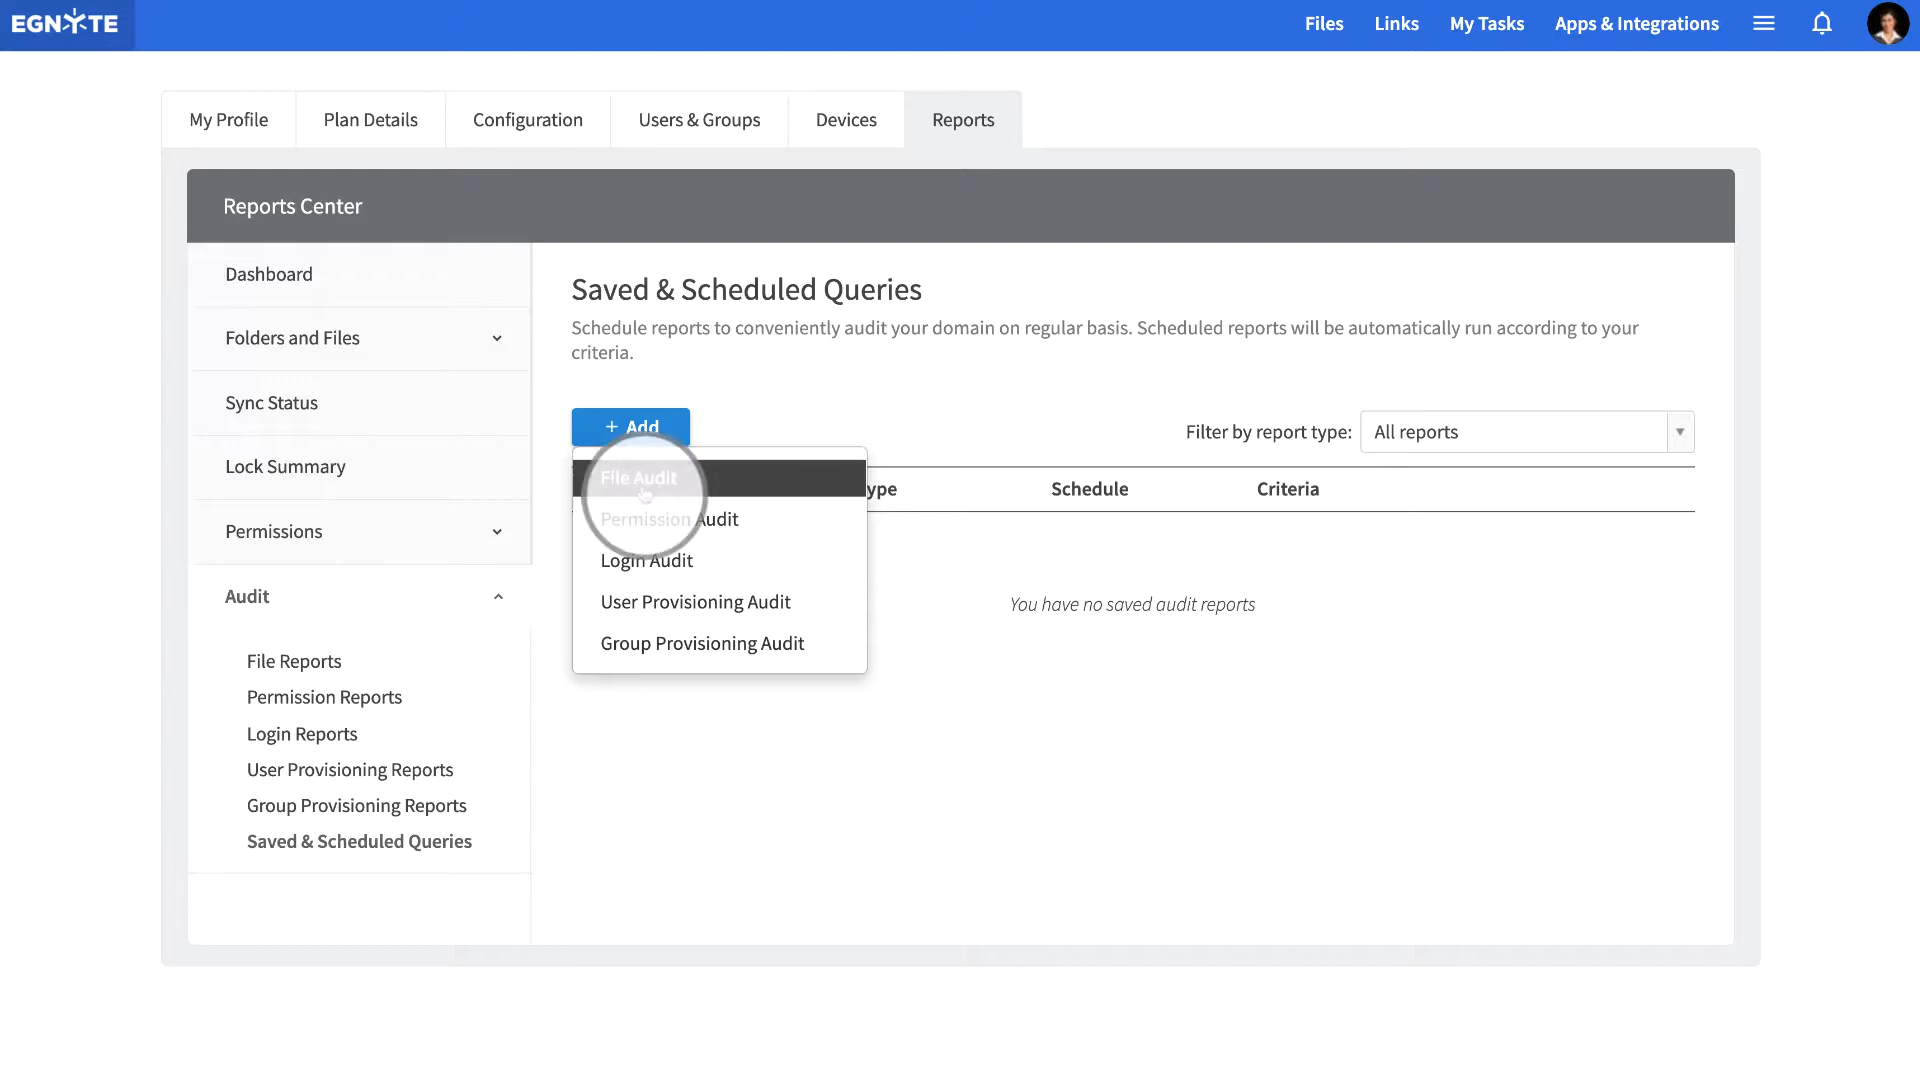 EGNYTE
Files Links My Tasks Apps & Integrations
My Profile Plan Details Configuration Users & Groups Devices Reports
Reports Center
Dashboard
Folders and Files
Sync Status
Lock Summary
Permissions
Audit
File Reports
Permission Reports
Login Reports
User Provisioning Reports
Group Provisioning Reports
Saved & Scheduled Queries
Saved & Scheduled Queries
Schedule reports to conveniently audit your domain on regular basis. Scheduled reports will be automatically run according to your
criteria.
+ Add
Filter by report type: All reports
File Audit
Permission Audit
Login Audit
User Provisioning Audit
Group Provisioning Audit
ype Schedule Criteria
You have no saved audit reports